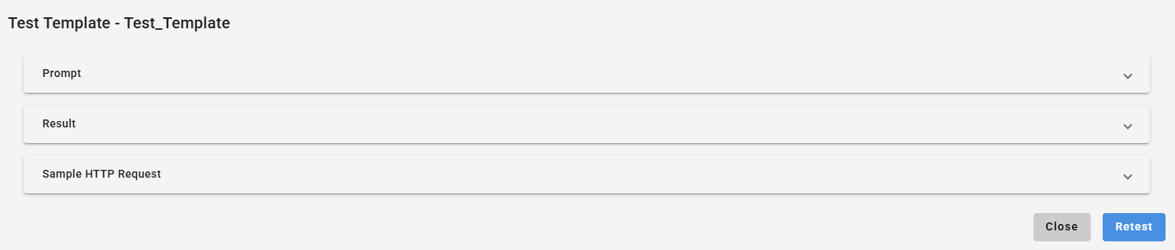 Test Template - Test_Template
Prompt
Result
Sample HTTP Request
Close Retest